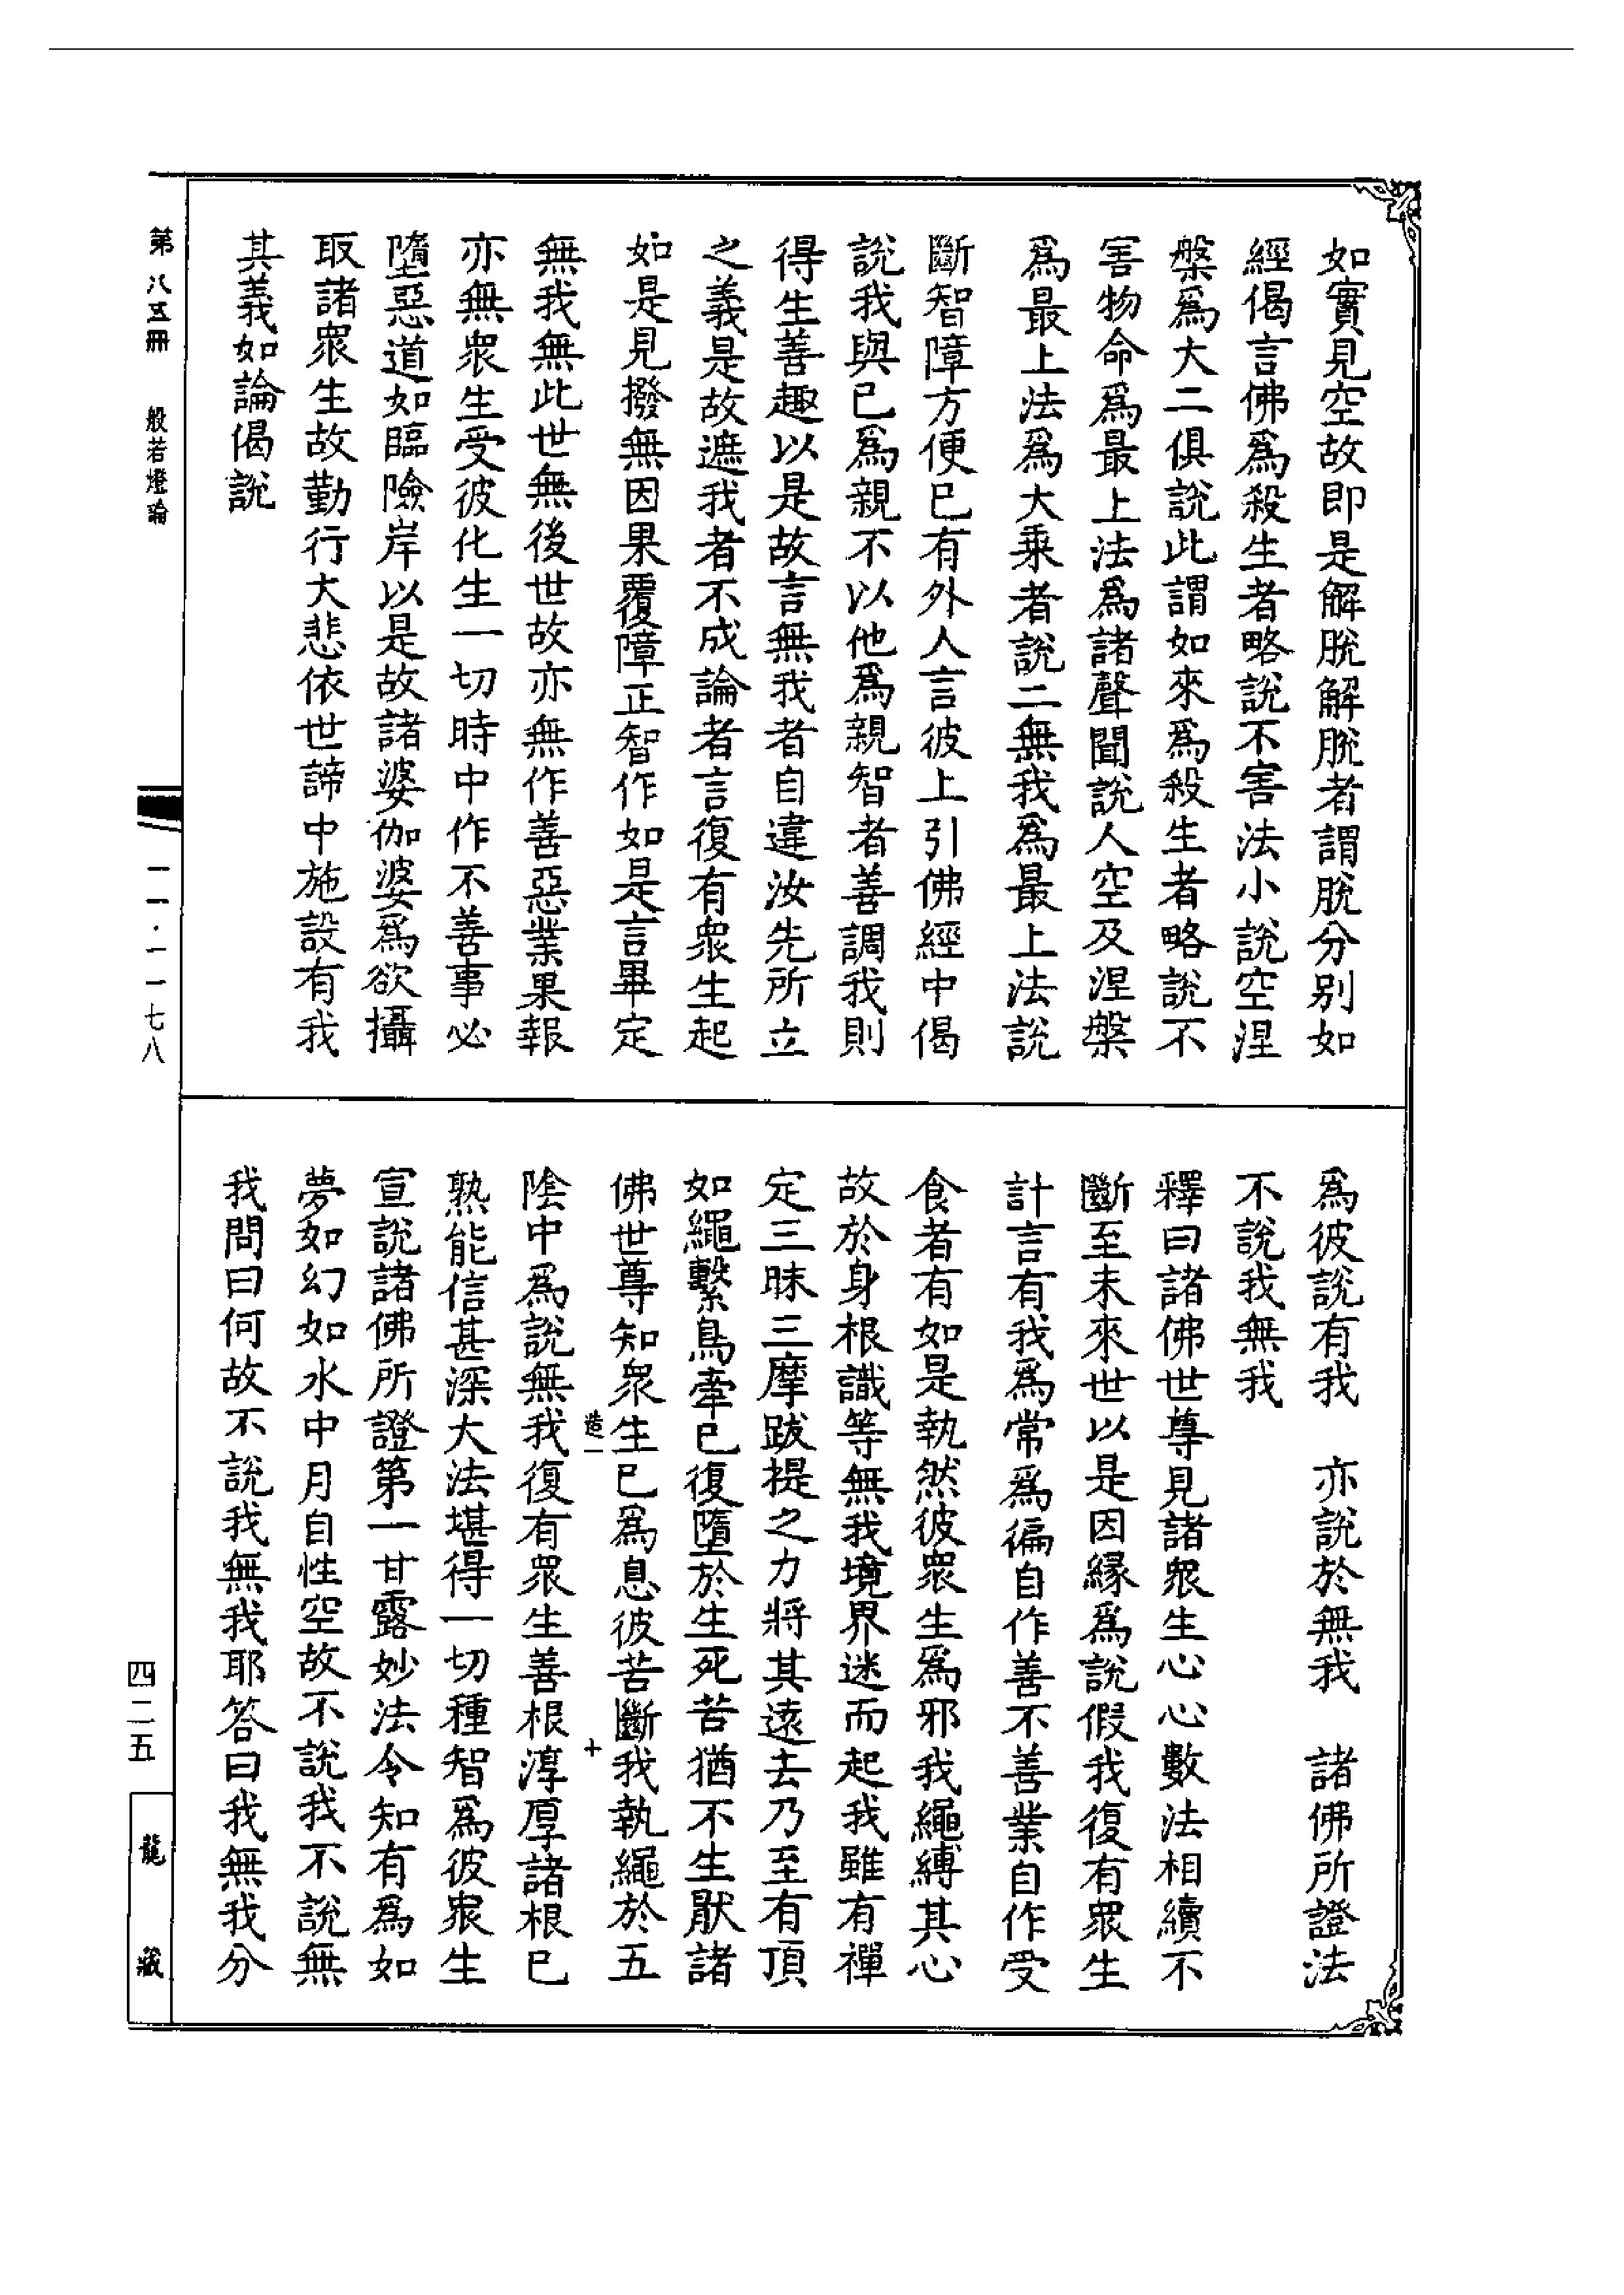 如實見空故即是解脫解脫者謂脫分別如
經偈言佛爲殺生者略說不害法小說空涅
槃爲大二俱說此謂如來爲殺生者略說不
害物命爲最上法爲諸聲聞說人空及涅槃
爲最上法爲大乘者說二無我爲最上法說
斷智障方便已有外人言彼上引佛經中偈
說我與已爲親不以他爲親智者善調我則
得生善趣以是故言無我者自違汝先所立
之義是故遮我者不成論者言復有衆生起
如是見撥無因果覆障正智作如是言畢定
無我無此世無後世故亦無作善惡業果報
亦無衆生受彼化生一切時中作不善事必
墮惡道如臨險岸以是故諸婆伽婆爲欲攝
取諸衆生故勤行大悲依世諦中施設有我
其義如論偈說
爲彼說有我　亦說於無我　諸佛所證法
不說我無我
釋曰諸佛世尊見諸衆生心心數法相續不
斷至未來世以是因緣爲說假我復有衆生
計言有我爲常爲徧自作善不善業自作受
食者有如是執然彼衆生爲邪我繩縛其心
故於身根識等無我境界迷而起我雖有禪
定三昧三摩跋提之力將其遠去乃至有頂
如繩繫鳥牽已復墮於生死苦猶不生厭諸
佛世尊知衆生已爲息彼苦斷我執繩於五
造一　十
陰中爲說無我復有衆生善根淳厚諸根已
熟能信甚深大法堪得一切種智爲彼衆生
宣說諸佛所證第一甘露妙法令知有爲如
夢如幻如水中月自性空故不說我不說無
我問曰何故不說我無我耶答曰我無我分
第八五冊　般若燈論
一一·一一七八
四二五
龍藏